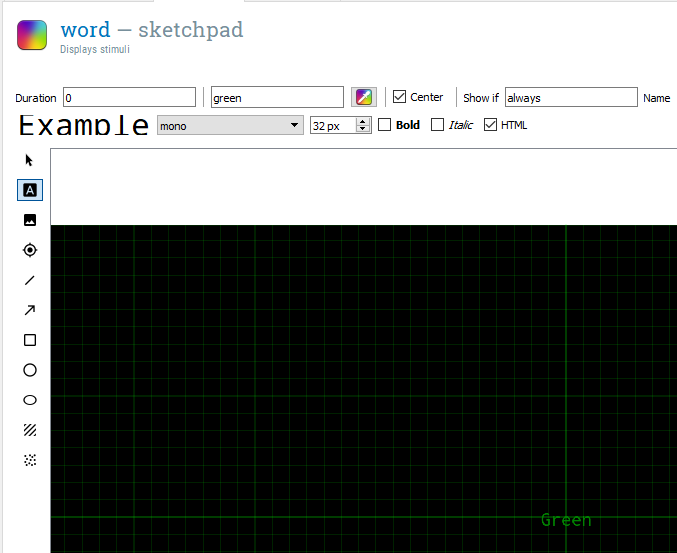 word — sketchpad
Displays stimuli
Duration 0 green Center Show if always Name
Example mono 32 px Bold Italic HTML
A
Green